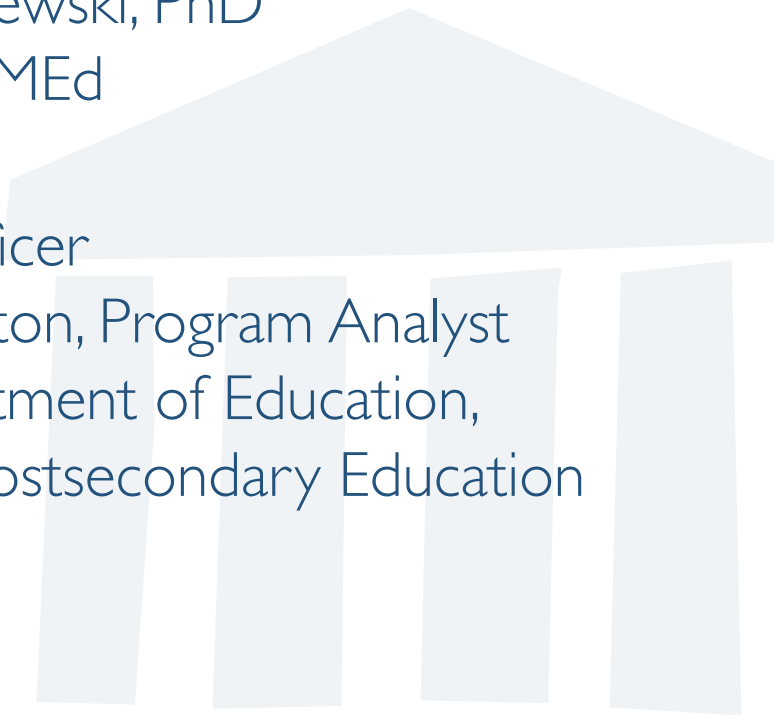 ewski, PhD
MEd
icer
ton, Program Analyst
tment of Education,
ostsecondary Education